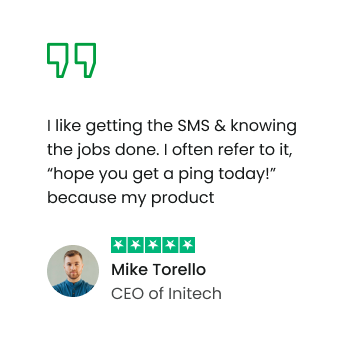 I like getting the SMS & knowing
the jobs done. I often refer to it,
“hope you get a ping today!”
because my product
Mike Torello
CEO of Initech